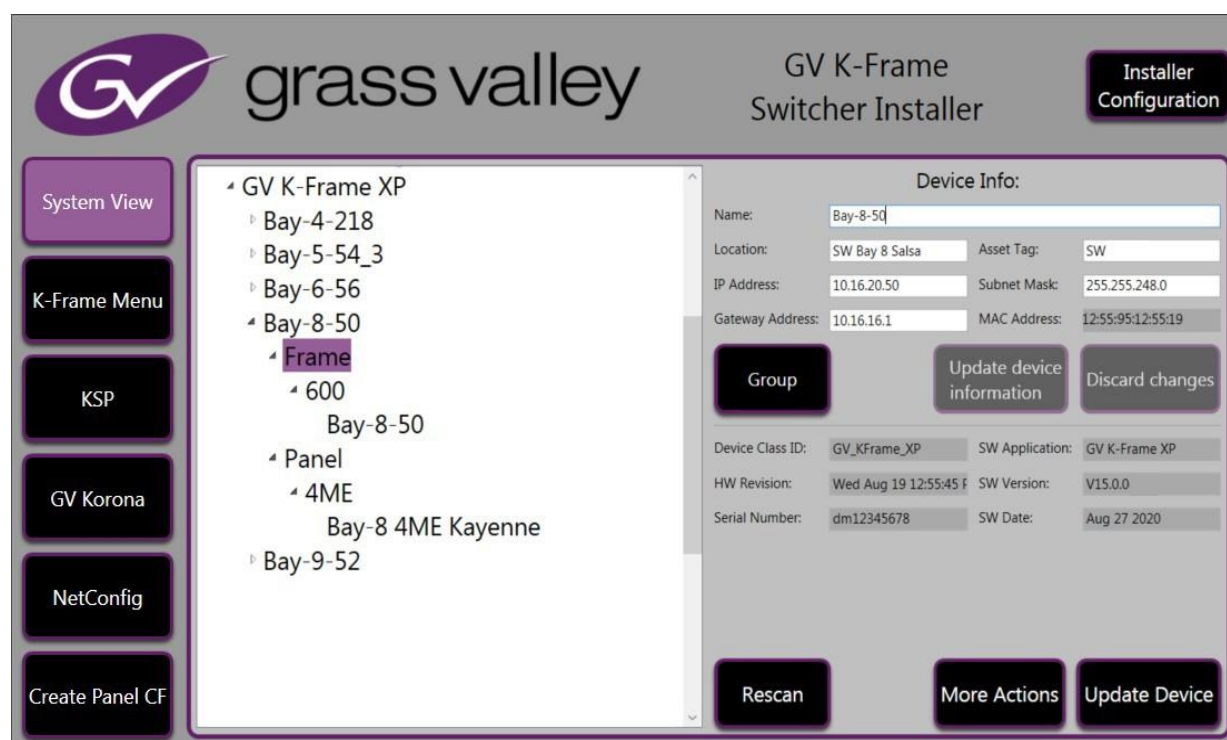 GV grass valley
GV K-Frame
Switcher Installer
Installer
Configuration
System View
K-Frame Menu
KSP
GV Korona
NetConfig
Create Panel CF
GV K-Frame XP
Bay-4-218
Bay-5-54_3
Bay-6-56
Bay-8-50
Frame
600
Bay-8-50
Panel
4ME
Bay-8 4ME Kayenne
Bay-9-52
Device Info:
Name: Bay-8-50
Location: SW Bay 8 Salsa Asset Tag: SW
IP Address: 10.16.20.50 Subnet Mask: 255.255.248.0
Gateway Address: 10.16.16.1 MAC Address: 12:55:95:12:55:19
Group
Update device
information
Discard changes
Device Class ID: GV_KFrame_XP SW Application: GV K-Frame XP
HW Revision: Wed Aug 19 12:55:45 SW Version: V15.0.0
Serial Number: dm12345678 SW Date: Aug 27 2020
Rescan
More Actions
Update Device